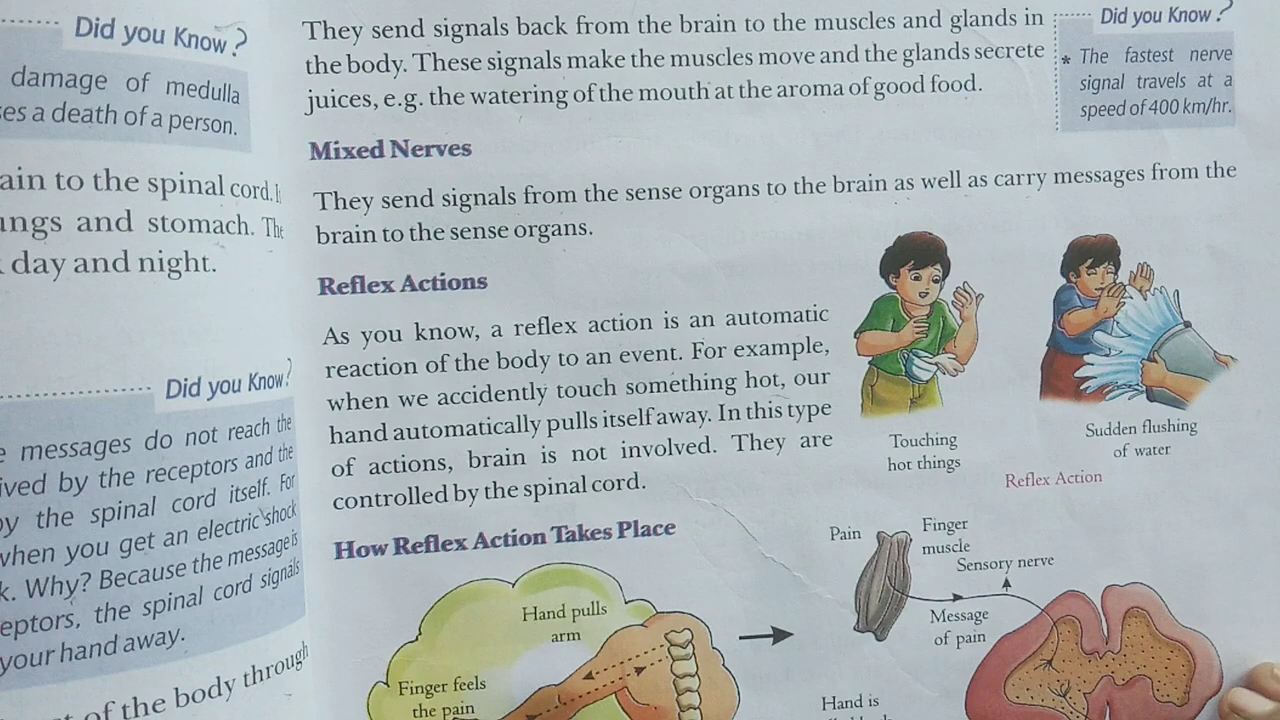 Did you Know?
damage of medulla
es a death of a person.
ain to the spinal cord.
ngs and stomach. The
day and night.
Did you Know?
messages do not reach the
ived by the receptors and the
by the spinal cord itself. For
when you get an electric shock
k. Why? Because the message is
eptors, the spinal cord signals
your hand away.
of the body through
They send signals back from the brain to the muscles and glands in
the body. These signals make the muscles move and the glands secrete
juices, e.g. the watering of the mouth at the aroma of good food.
Did you Know?
* The fastest nerve
signal travels at a
speed of 400 km/hr.
Mixed Nerves
They send signals from the sense organs to the brain as well as carry messages from the
brain to the sense organs.
Reflex Actions
As you know, a reflex action is an automatic
reaction of the body to an event. For example,
when we accidently touch something hot, our
hand automatically pulls itself away. In this type
of actions, brain is not involved. They are
controlled by the spinal cord.
Touching
hot things
Sudden flushing
of water
Reflex Action
How Reflex Action Takes Place
Hand pulls
arm
Finger feels
the pain
Pain
Finger
muscle
Sensory nerve
Message
of pain
Hand is